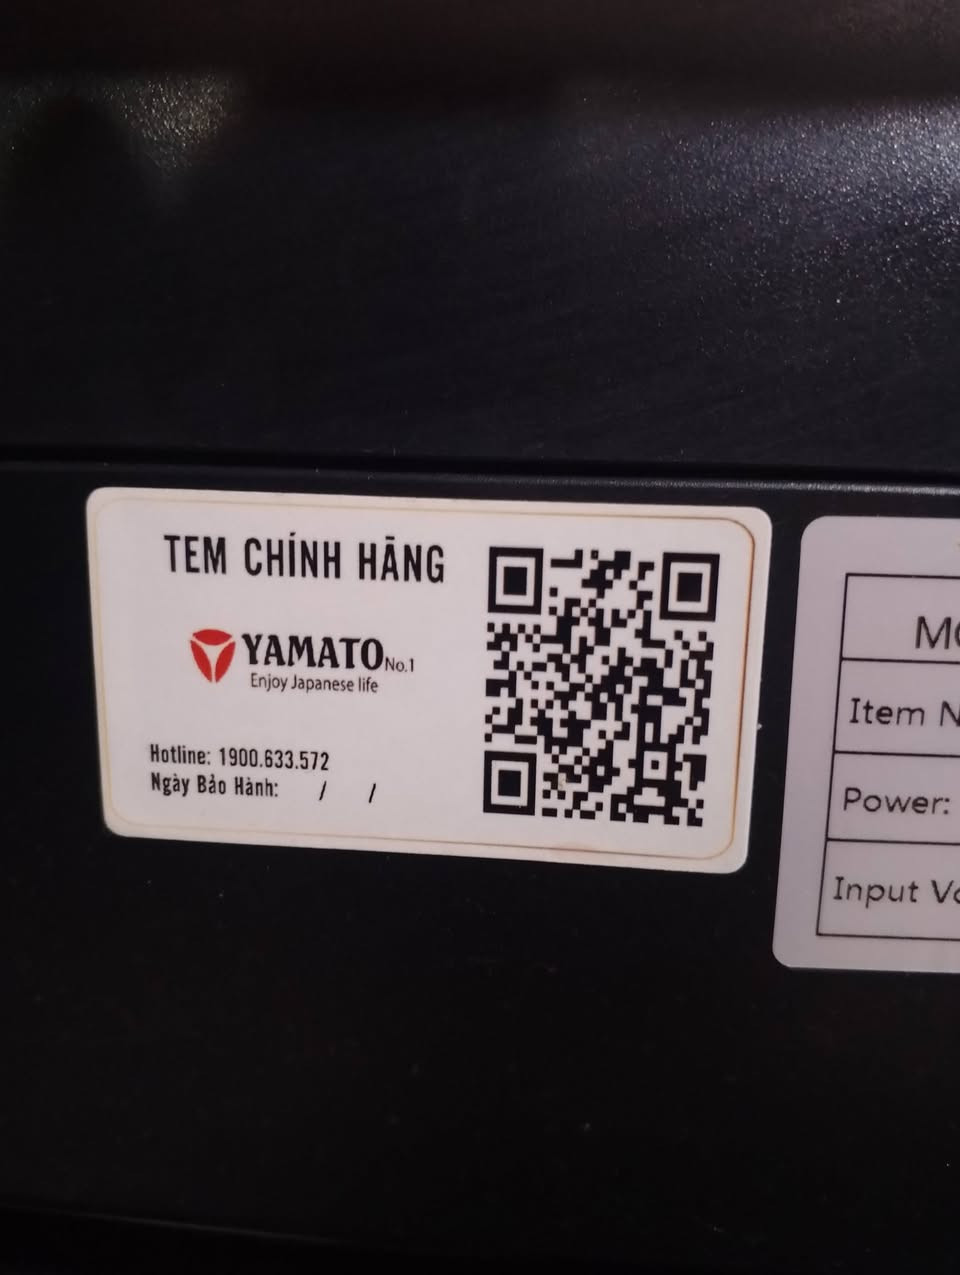 TEM CHÍNH HÃNG
YAMATO No.1
Enjoy Japanese life
Hotline: 1900.633.572
Ngày Bảo Hành: / /
Item
Power:
Input